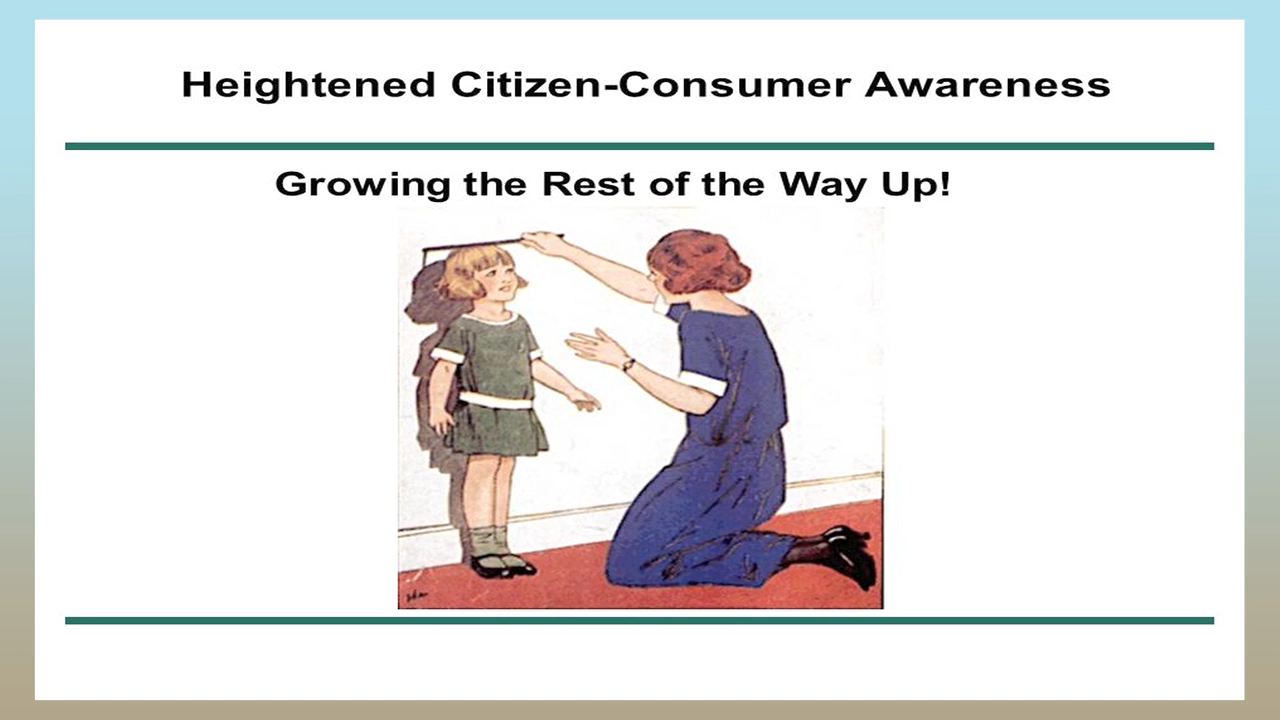 Heightened Citizen-Consumer Awareness
Growing the Rest of the Way Up!